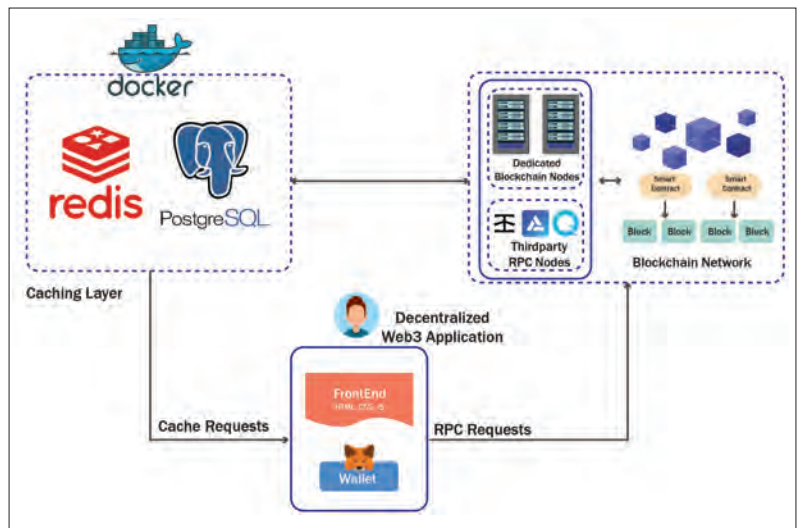 docker
redis
PostgreSQL
Caching Layer
Dedicated
Blockchain Nodes
Thirdparty
RPC Nodes
Smart
Contract
Smart
Contract
Block
Block
Block
Block
Blockchain Network
Decentralized
Web3 Application
FrontEnd
HTML, CSS, JS
Wallet
Cache Requests
RPC Requests